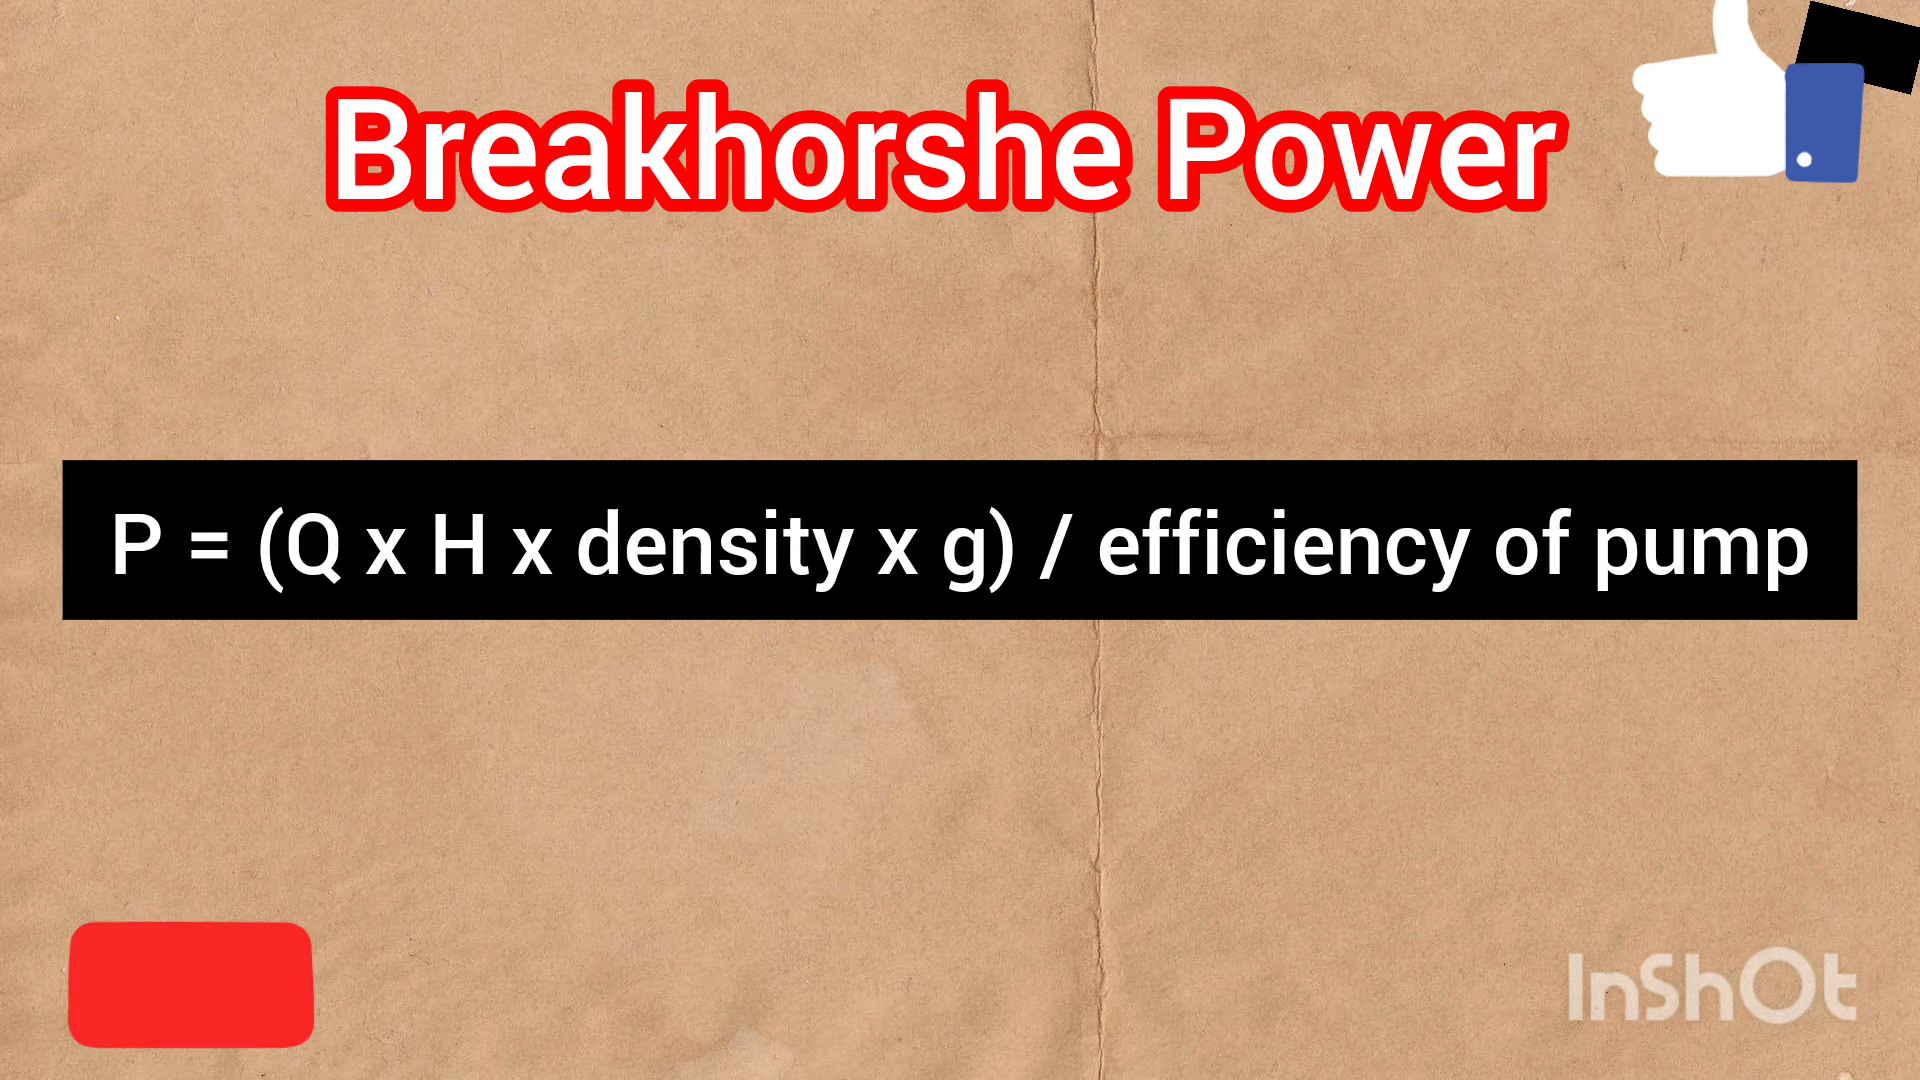 Breakhorshe Power
P = (Q x H x density x g) / efficiency of pump
InShOt